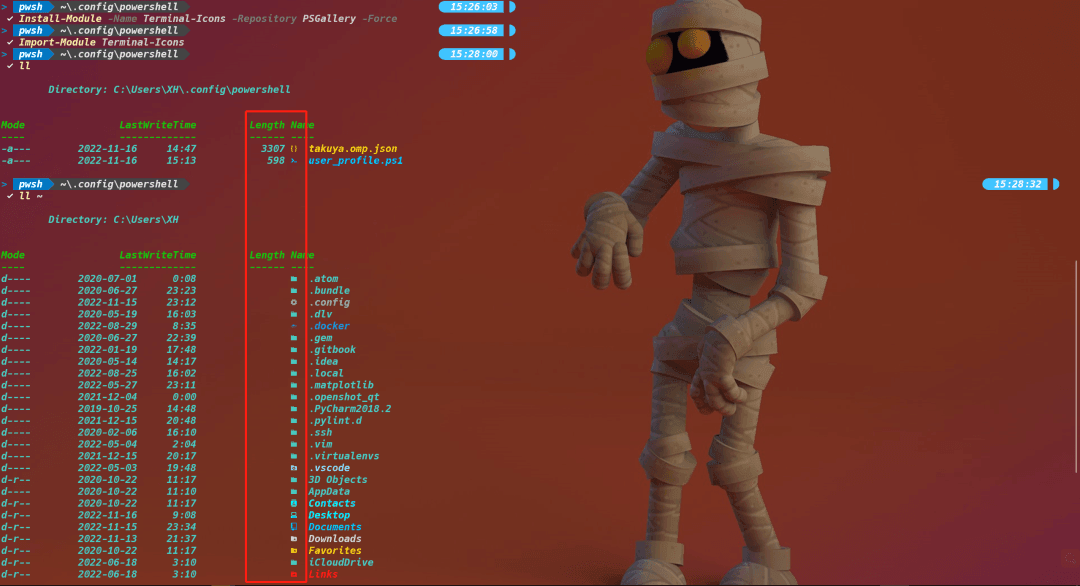 > pwsh ~\.config\powershell 15:26:03
✓ Install-Module -Name Terminal-Icons -Repository PSGallery -Force
> pwsh ~\.config\powershell 15:26:58
✓ Import-Module Terminal-Icons
> pwsh ~\.config\powershell 15:28:00
✓ ll
Directory: C:\Users\XH\.config\powershell
Mode LastWriteTime Length Name
---- ------------- ------ ----
-a--- 2022-11-16 14:47 3307 takuya.omp.json
-a--- 2022-11-16 15:13 598 user_profile.ps1
> pwsh ~\.config\powershell 15:28:32
✓ ll ~
Directory: C:\Users\XH
Mode LastWriteTime Length Name
---- ------------- ------ ----
d---- 2020-07-01 0:08 .atom
d---- 2020-06-27 23:23 .bundle
d---- 2022-11-15 23:12 .config
d---- 2020-05-19 16:03 .dlv
d---- 2022-08-29 8:35 .docker
d---- 2020-06-27 22:39 .gem
d---- 2022-01-19 17:48 .gitbook
d---- 2020-05-14 14:17 .idea
d---- 2022-08-25 16:02 .local
d---- 2022-05-27 23:11 .matplotlib
d---- 2021-12-04 0:00 .openshot_qt
d---- 2019-10-25 14:48 .PyCharm2018.2
d---- 2021-12-15 20:48 .pylint.d
d---- 2020-02-06 16:10 .ssh
d---- 2022-05-04 2:04 .vim
d---- 2021-12-15 20:17 .virtualenvs
d---- 2022-05-03 19:48 .vscode
d-r-- 2020-10-22 11:17 3D Objects
d---- 2020-10-22 11:10 AppData
d-r-- 2020-10-22 11:17 Contacts
d-r-- 2022-11-16 9:08 Desktop
d-r-- 2022-11-15 23:34 Documents
d-r-- 2022-11-13 21:37 Downloads
d-r-- 2020-10-22 11:17 Favorites
d-r-- 2022-06-18 3:10 iCloudDrive
d-r-- 2022-06-18 3:10 Links